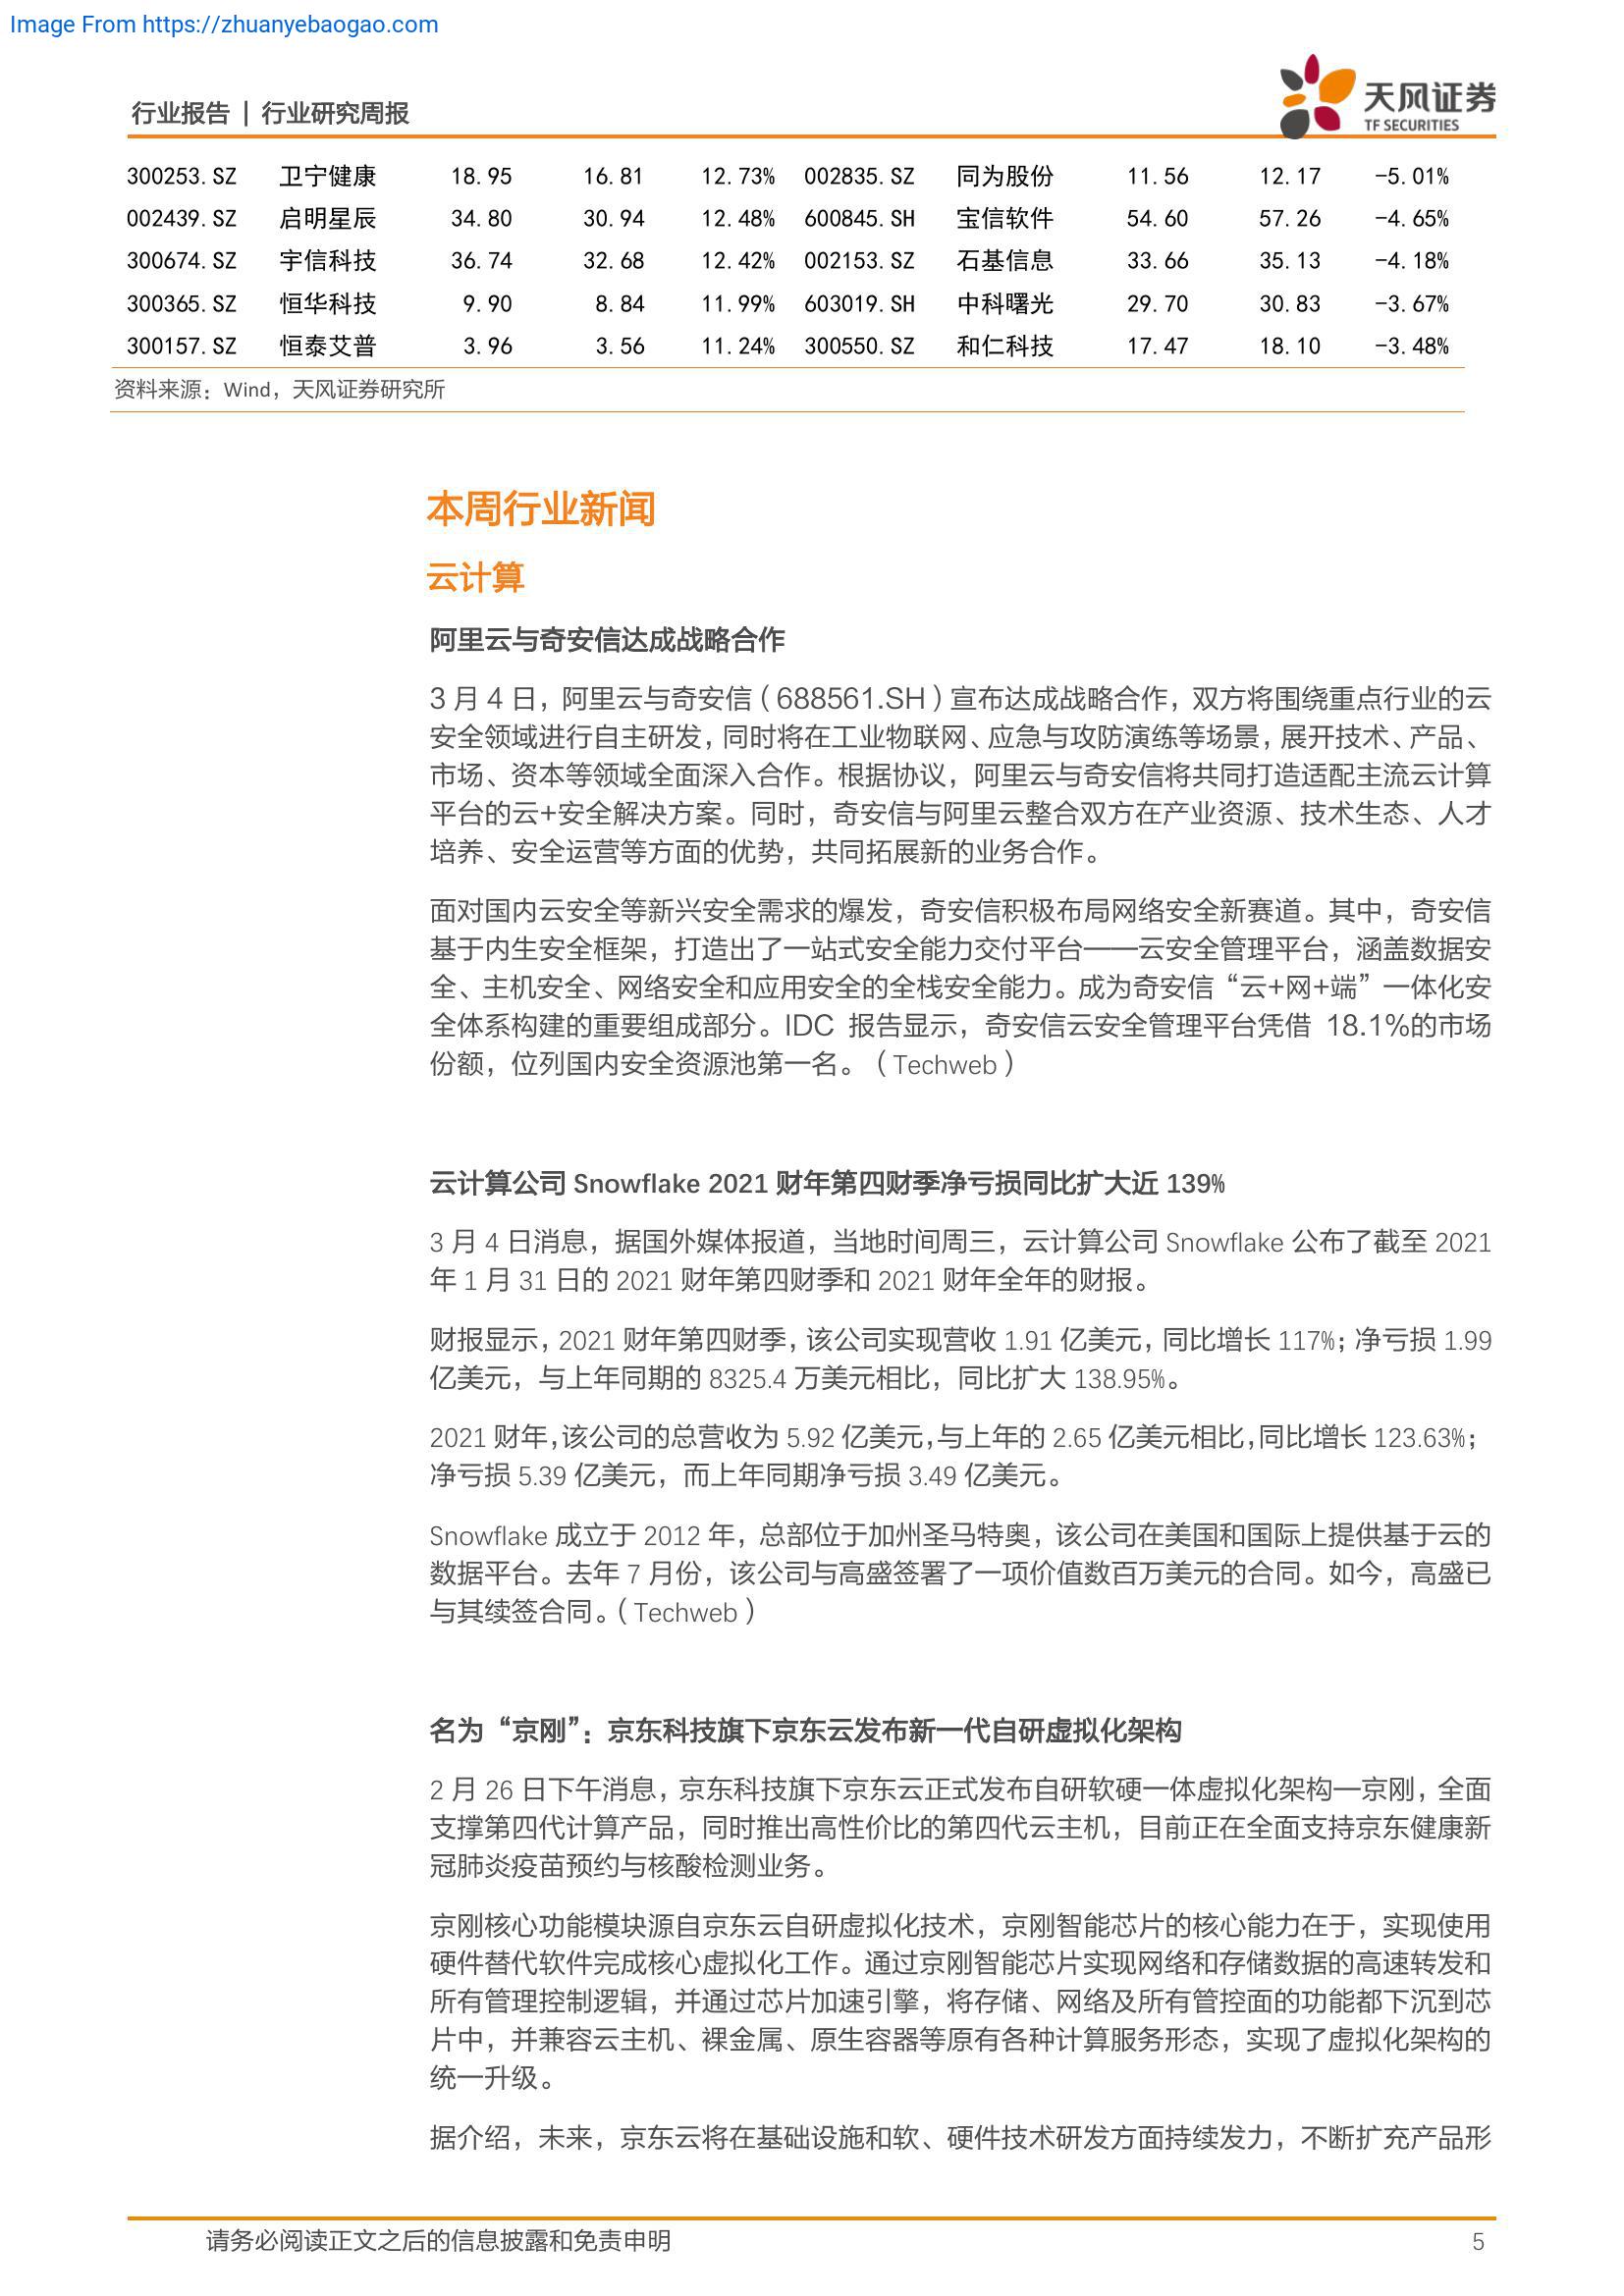 Image From https://zhuanyebaogao.com
行业报告 | 行业研究周报
天风证券
TF SECURITIES
300253.SZ 卫宁健康 18.95 16.81 12.73% 002835.SZ 同为股份 11.56 12.17 -5.01%
002439.SZ 启明星辰 34.80 30.94 12.48% 600845.SH 宝信软件 54.60 57.26 -4.65%
300674.SZ 宇信科技 36.74 32.68 12.42% 002153.SZ 石基信息 33.66 35.13 -4.18%
300365.SZ 恒华科技 9.90 8.84 11.99% 603019.SH 中科曙光 29.70 30.83 -3.67%
300157.SZ 恒泰艾普 3.96 3.56 11.24% 300550.SZ 和仁科技 17.47 18.10 -3.48%
资料来源：Wind，天风证券研究所
本周行业新闻
云计算
阿里云与奇安信达成战略合作
3 月 4 日，阿里云与奇安信（688561.SH）宣布达成战略合作，双方将围绕重点行业的云
安全领域进行自主研发，同时将在工业物联网、应急与攻防演练等场景，展开技术、产品、
市场、资本等领域全面深入合作。根据协议，阿里云与奇安信将共同打造适配主流云计算
平台的云+安全解决方案。同时，奇安信与阿里云整合双方在产业资源、技术生态、人才
培养、安全运营等方面的优势，共同拓展新的业务合作。
面对国内云安全等新兴安全需求的爆发，奇安信积极布局网络安全新赛道。其中，奇安信
基于内生安全框架，打造出了一站式安全能力交付平台——云安全管理平台，涵盖数据安
全、主机安全、网络安全和应用安全的全栈安全能力。成为奇安信“云+网+端”一体化安
全体系构建的重要组成部分。IDC 报告显示，奇安信云安全管理平台凭借 18.1%的市场
份额，位列国内安全资源池第一名。（Techweb）
云计算公司 Snowflake 2021 财年第四财季净亏损同比扩大近 139%
3 月 4 日消息，据国外媒体报道，当地时间周三，云计算公司 Snowflake 公布了截至 2021
年 1 月 31 日的 2021 财年第四财季和 2021 财年全年的财报。
财报显示，2021 财年第四财季，该公司实现营收 1.91 亿美元，同比增长 117%；净亏损 1.99
亿美元，与上年同期的 8325.4 万美元相比，同比扩大 138.95%。
2021 财年，该公司的总营收为 5.92 亿美元，与上年的 2.65 亿美元相比，同比增长 123.63%；
净亏损 5.39 亿美元，而上年同期净亏损 3.49 亿美元。
Snowflake 成立于 2012 年，总部位于加州圣马特奥，该公司在美国和国际上提供基于云的
数据平台。去年 7 月份，该公司与高盛签署了一项价值数百万美元的合同。如今，高盛已
与其续签合同。（Techweb）
名为“京刚”：京东科技旗下京东云发布新一代自研虚拟化架构
2 月 26 日下午消息，京东科技旗下京东云正式发布自研软硬一体虚拟化架构—京刚，全面
支撑第四代计算产品，同时推出高性价比的第四代云主机，目前正在全面支持京东健康新
冠肺炎疫苗预约与核酸检测业务。
京刚核心功能模块源自京东云自研虚拟化技术，京刚智能芯片的核心能力在于，实现使用
硬件替代软件完成核心虚拟化工作。通过京刚智能芯片实现网络和存储数据的高速转发和
所有管理控制逻辑，并通过芯片加速引擎，将存储、网络及所有管控面的功能都下沉到芯
片中，并兼容云主机、裸金属、原生容器等原有各种计算服务形态，实现了虚拟化架构的
统一升级。
据介绍，未来，京东云将在基础设施和软、硬件技术研发方面持续发力，不断扩充产品形
请务必阅读正文之后的信息披露和免责申明 5